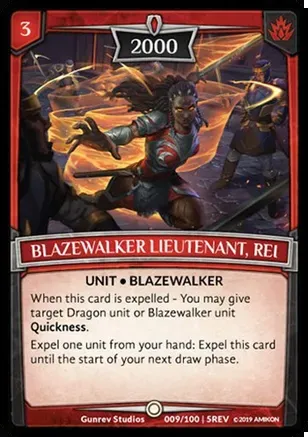 3
2000
BLAZEWALKER LIEUTENANT, REI
UNIT • BLAZEWALKER
When this card is expelled - You may give
target Dragon unit or Blazewalker unit
Quickness.
Expel one unit from your hand: Expel this card
until the start of your next draw phase.
Gunrev Studios 009/100 | 5REV ©2019 AMIKON